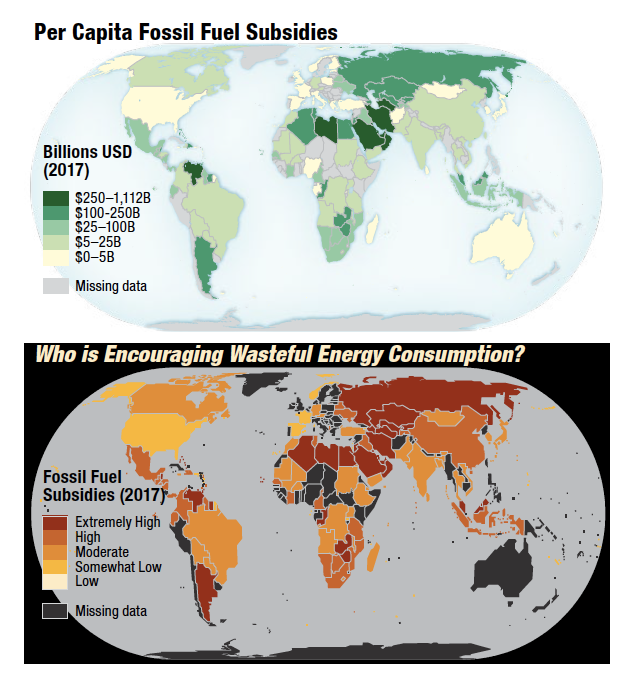 Per Capita Fossil Fuel Subsidies
Billions USD
(2017)
$250–1,112B
$100-250B
$25–100B
$5–25B
$0–5B
Missing data
Who is Encouraging Wasteful Energy Consumption?
Fossil Fuel
Subsidies (2017)
Extremely High
High
Moderate
Somewhat Low
Low
Missing data